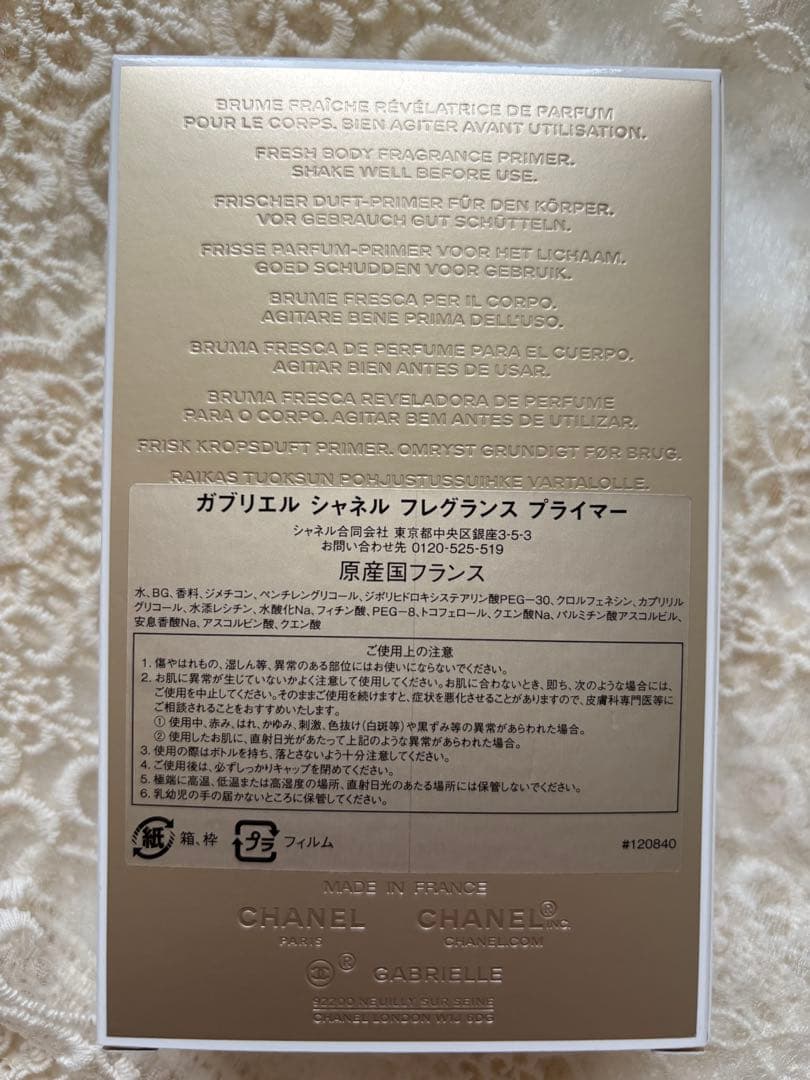 BRUME FRAÎCHE RÉVÉLATRICE DE PARFUM
POUR LE CORPS. BIEN AGITER AVANT UTILISATION.
FRESH BODY FRAGRANCE PRIMER.
SHAKE WELL BEFORE USE.
FRISCHER DUFT-PRIMER FÜR DEN KÖRPER.
VOR GEBRAUCH GUT SCHÜTTELN.
FRISSE PARFUM-PRIMER VOOR HET LICHAAM.
GOED SCHUDDEN VOOR GEBRUIK.
BRUME FRESCA PER IL CORPO.
AGITARE BENE PRIMA DELL'USO.
BRUMA FRESCA DE PERFUME PARA EL CUERPO.
AGITAR BIEN ANTES DE USAR.
BRUMA FRESCA REVELADORA DE PERFUME
PARA O CORPO. AGITAR BEM ANTES DE UTILIZAR.
FRISK KROPSDUFT PRIMER. OMRYST GRUNDIGT FØR BRUG.
RAIKAS TUOKSUN POHJUSTUSSUIHKE VARTALOLLE.
ガブリエル シャネル フレグランス プライマー
シャネル合同会社 東京都中央区銀座3-5-3
お問い合わせ先 0120-525-519
原産国フランス
水、BG、香料、ジメチコン、ペンチレングリコール、ジポリヒドロキシステアリン酸PEG-30、クロルフェネシン、カプリリル
グリコール、水添レシチン、水酸化Na、フィチン酸、PEG-8、トコフェロール、クエン酸Na、パルミチン酸アスコルビル、
安息香酸Na、アスコルビン酸、クエン酸
ご使用上の注意
1. 傷やはれもの、湿しん等、異常のある部位にはお使いにならないでください。
2. お肌に異常が生じていないかよく注意して使用してください。お肌に合わないとき、即ち、次のような場合には、
ご使用を中止してください。そのままご使用を続けますと、症状を悪化させることがありますので、皮膚科専門医等に
ご相談されることをおすすめいたします。
① 使用中、赤み、はれ、かゆみ、刺激、色抜け(白斑等)や黒ずみ等の異常があらわれた場合。
② 使用したお肌に、直射日光があたって上記のような異常があらわれた場合。
3. 使用の際はボトルを持ち、落とさないよう十分注意してください。
4. ご使用後は、必ずしっかりキャップを閉めてください。
5. 極端に高温、低温または高湿度の場所、直射日光のあたる場所には保管しないでください。
6. 乳幼児の手の届かないところに保管してください。
紙 箱、枠 プラ フィルム #120840
MADE IN FRANCE
CHANEL CHANEL® INC.
PARIS CHANEL.COM
® GABRIELLE
92200 NEUILLY SUR SEINE
CHANEL LONDON W1J 6DG